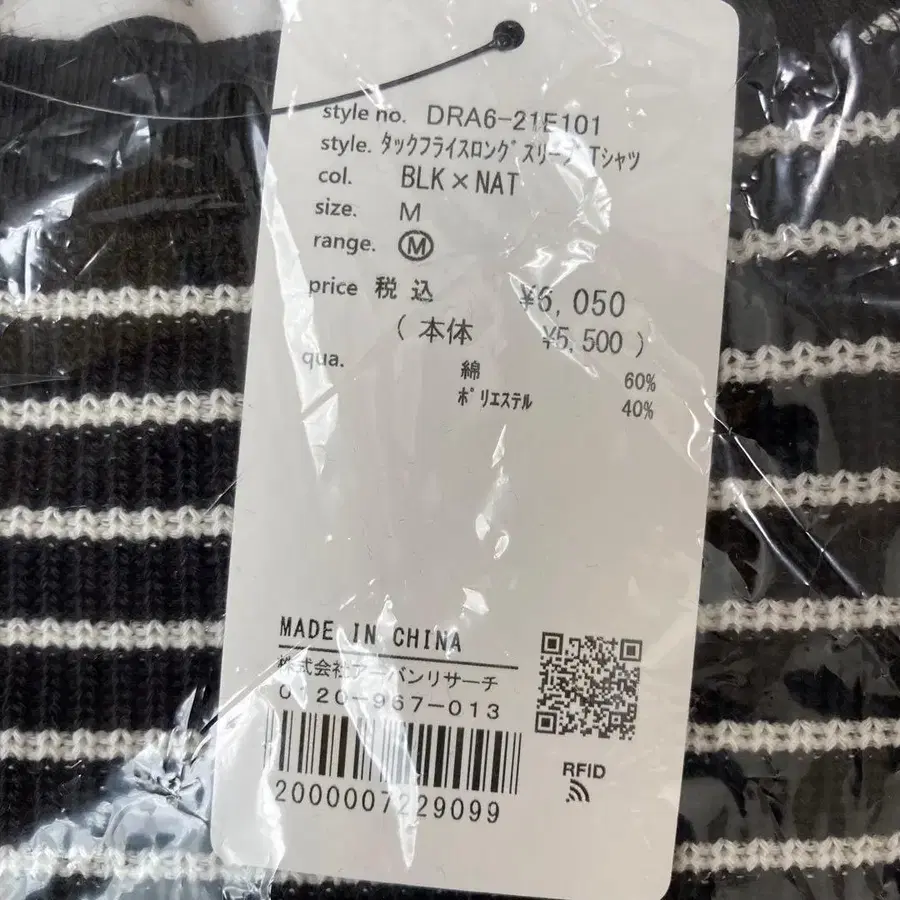 style no. DRA6-21E101
style. ﾀｯｸﾌﾗｲｽﾛﾝｸﾞｽﾘｰﾌﾞTｼｬﾂ
col. BLK×NAT
size. M
range. Ⓜ
price 税込 ¥6,050
(本体 ¥5,500)
qua. 綿 60%
ﾎﾟﾘｴｽﾃﾙ 40%
MADE IN CHINA
株式会社アーバンリサーチ
0120-967-013
2000007229099
RFID